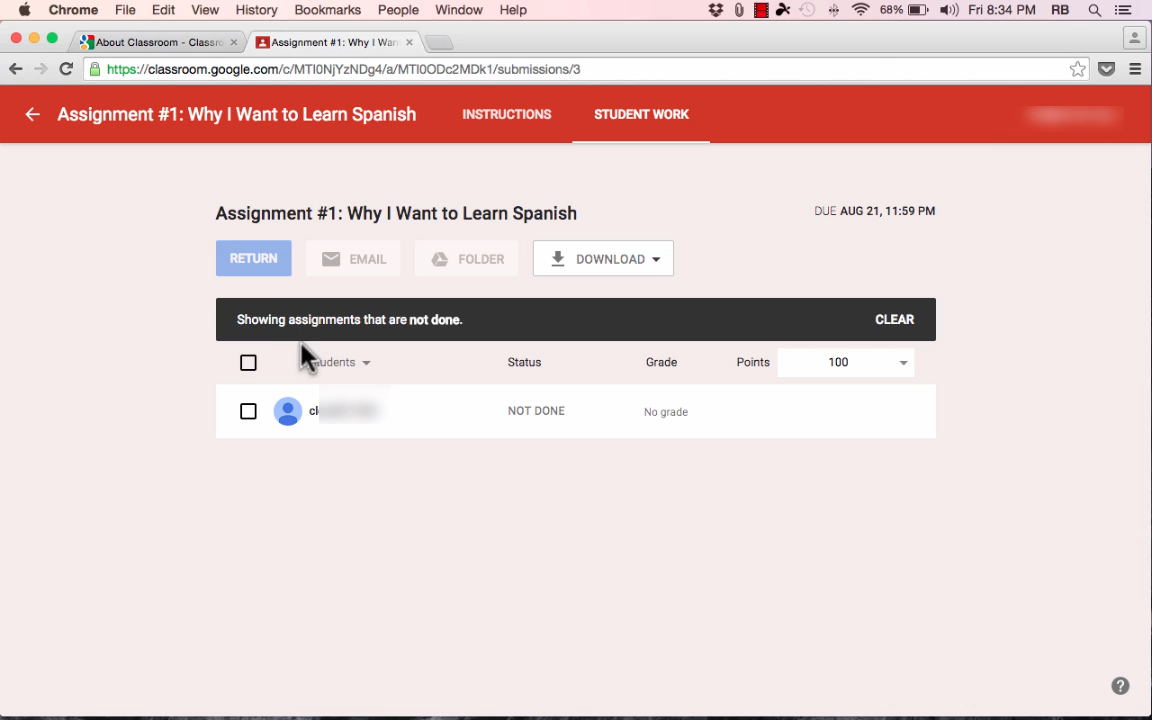 Chrome File Edit View History Bookmarks People Window Help 68% Fri 8:34 PM RB
About Classroom - Classro × Assignment #1: Why I Wan ×
https://classroom.google.com/c/MTI0NjYzNDg4/a/MTI0ODc2MDk1/submissions/3
Assignment #1: Why I Want to Learn Spanish INSTRUCTIONS STUDENT WORK
Assignment #1: Why I Want to Learn Spanish DUE AUG 21, 11:59 PM
RETURN EMAIL FOLDER DOWNLOAD
Showing assignments that are not done. CLEAR
Status Grade Points 100
NOT DONE No grade
?